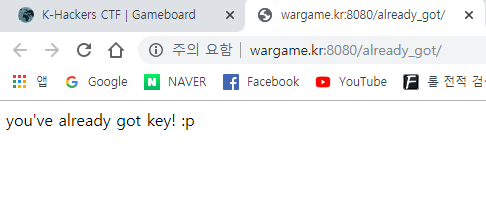 K-Hackers CTF | Gameboard
wargame.kr:8080/already_got/
주의 요함 | wargame.kr:8080/already_got/
앱 Google NAVER Facebook YouTube 롤 전적 검
you've already got key! :p